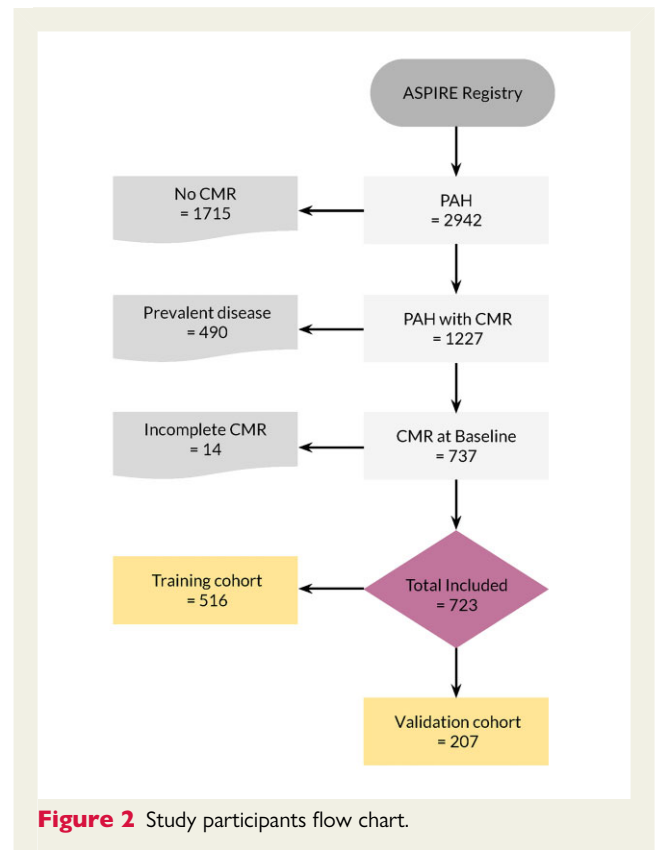 ASPIRE Registry
No CMR
= 1715
PAH
= 2942
Prevalent disease
= 490
PAH with CMR
= 1227
Incomplete CMR
= 14
CMR at Baseline
= 737
Training cohort
= 516
Total Included
= 723
Validation cohort
= 207
Figure 2 Study participants flow chart.